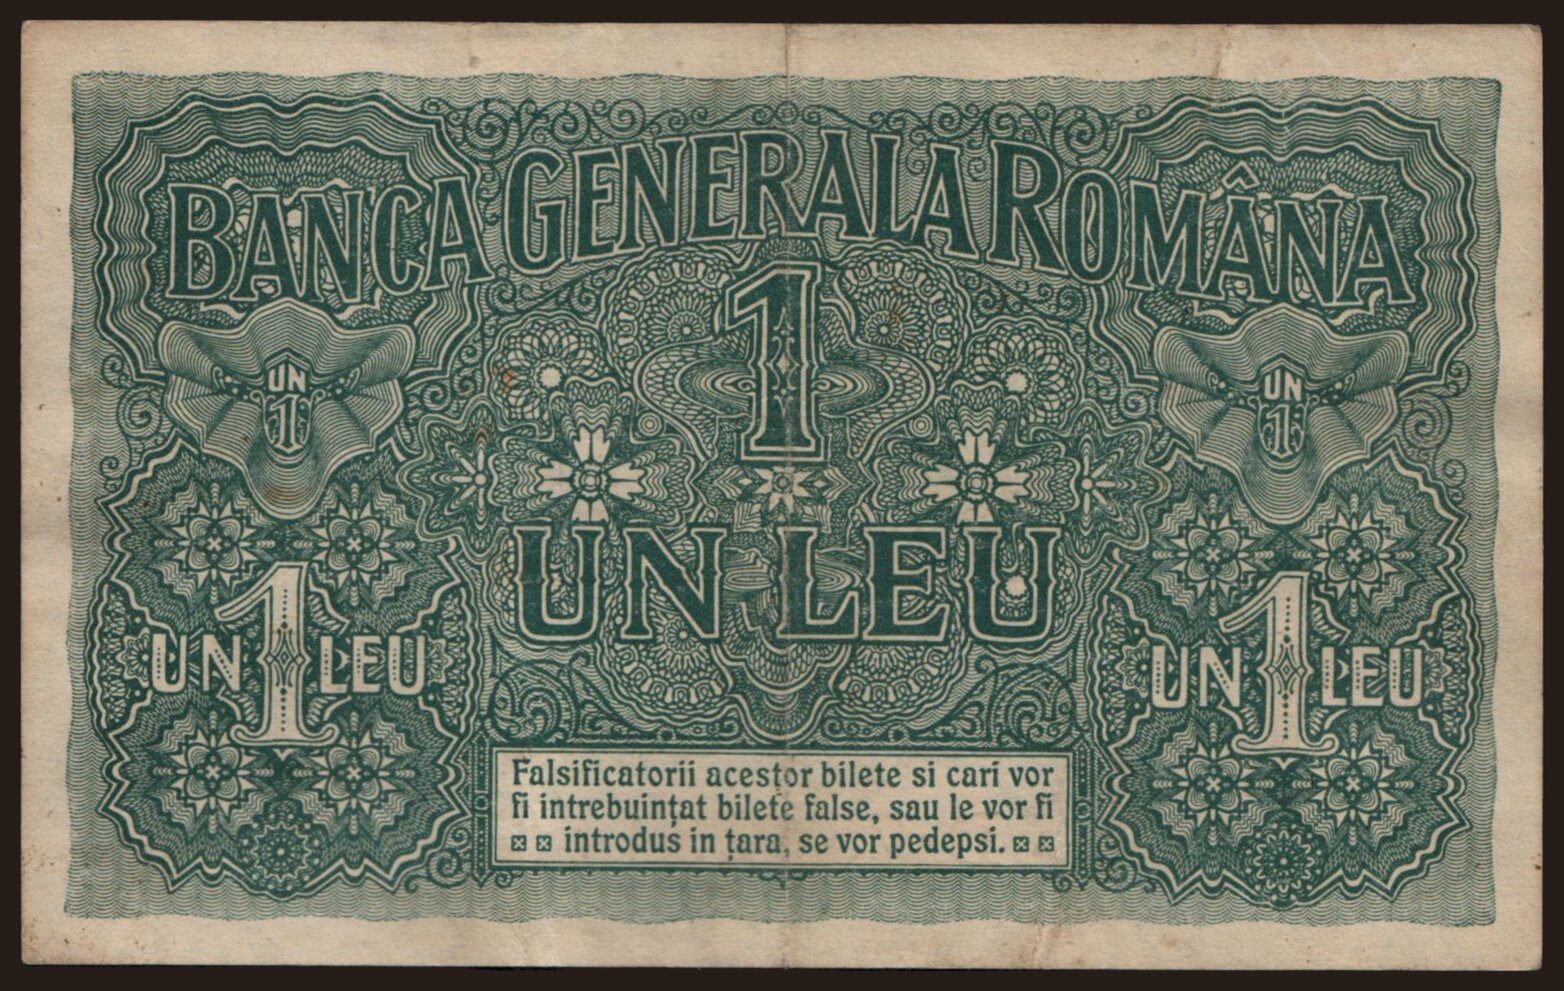 BANCA GENERALA ROMÂNA
1
UN
1
UN
1
UN LEU
UN 1 LEU
UN 1 LEU
Falsificatorii acestor bilete si cari vor
fi intrebuințat bilete false, sau le vor fi
introdus in țara, se vor pedepsi.